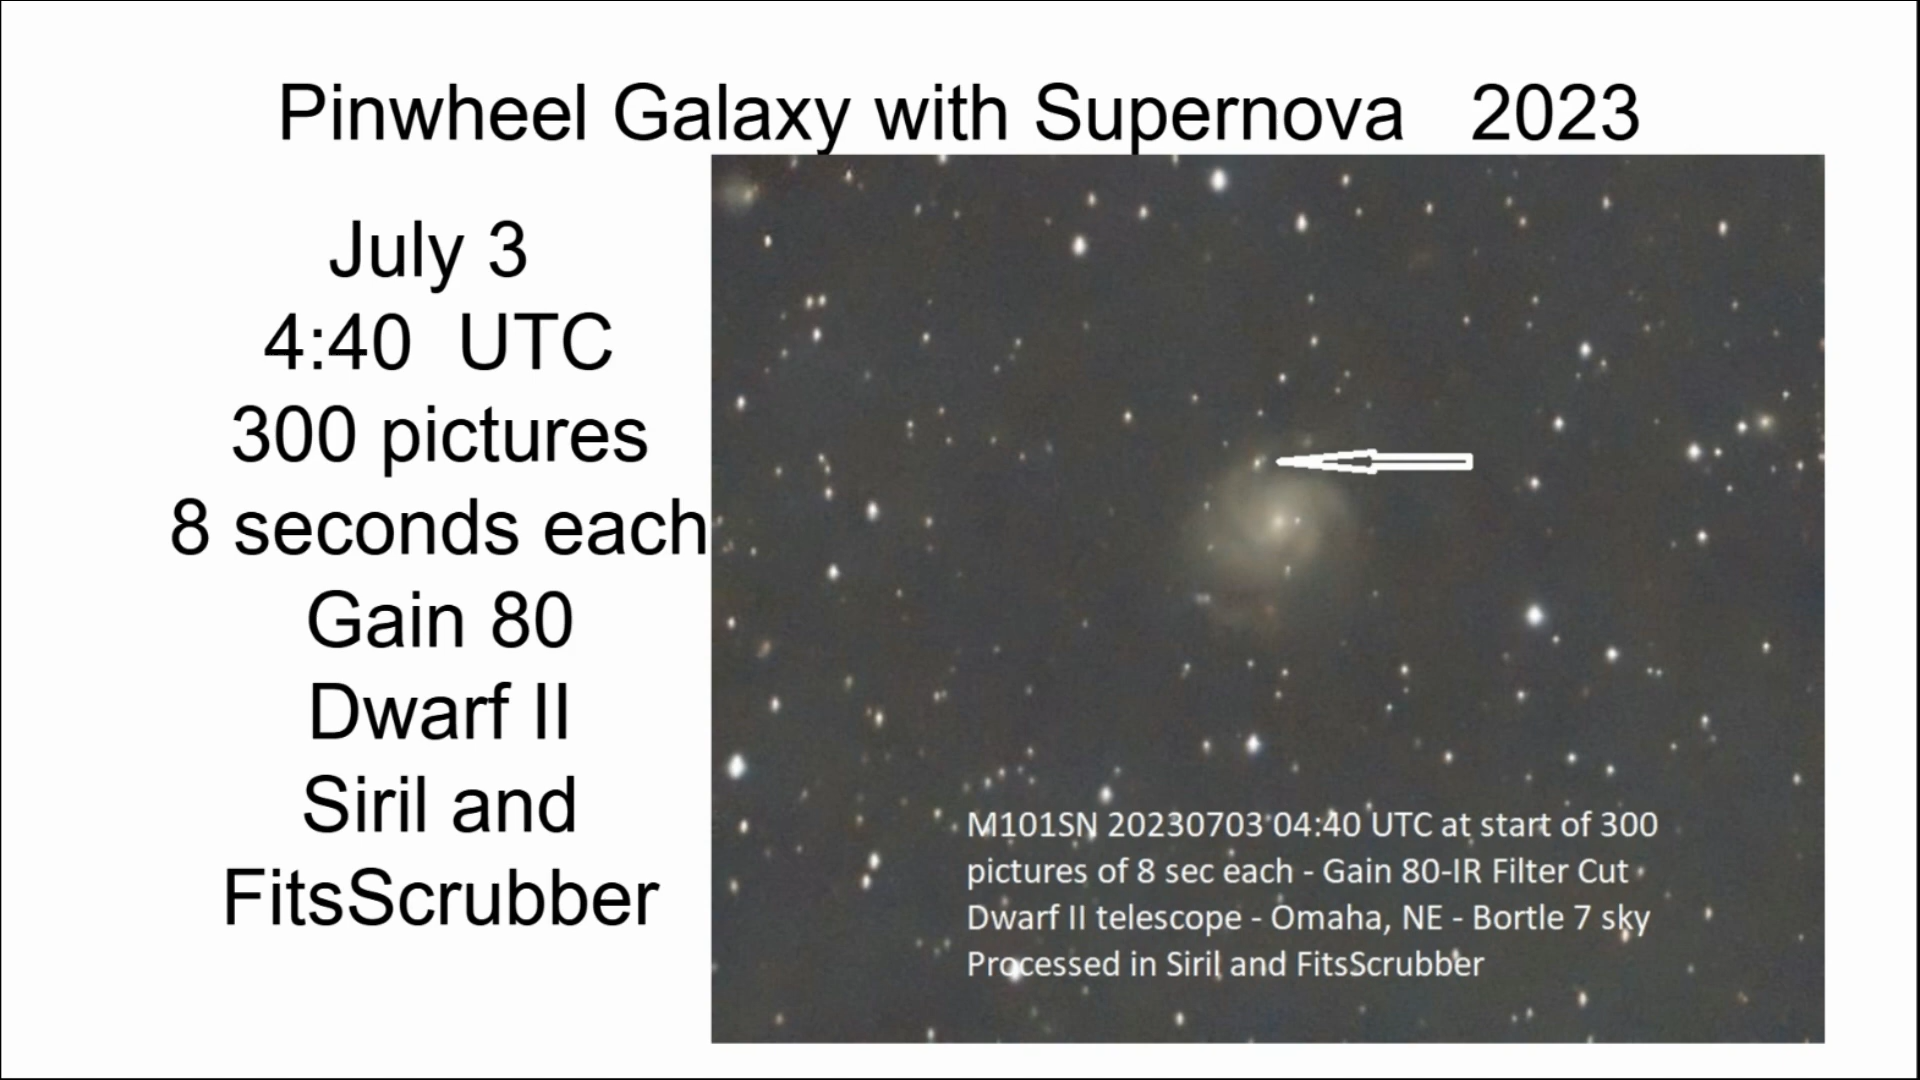 Pinwheel Galaxy with Supernova 2023
July 3
4:40 UTC
300 pictures
8 seconds each
Gain 80
Dwarf II
Siril and
FitsScrubber
M101SN 20230703 04:40 UTC at start of 300
pictures of 8 sec each - Gain 80-IR Filter Cut
Dwarf II telescope - Omaha, NE - Bortle 7 sky
Processed in Siril and FitsScrubber